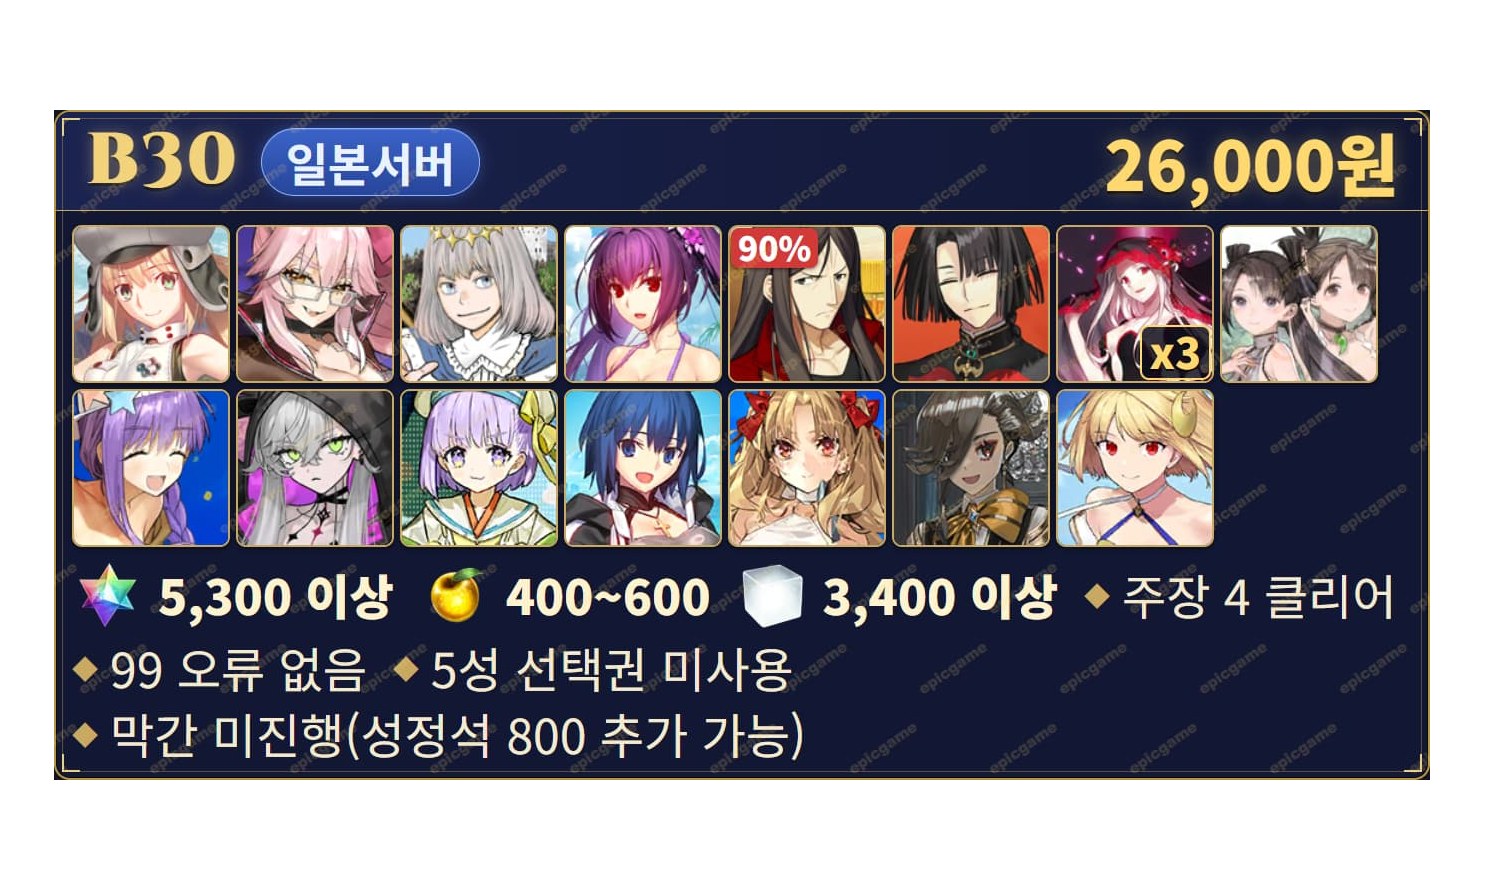 B30 일본서버 26,000원
90%
x3
5,300 이상 400~600 3,400 이상 ◆ 주장 4 클리어
◆ 99 오류 없음 ◆ 5성 선택권 미사용
◆ 막간 미진행(성정석 800 추가 가능)
epicgame